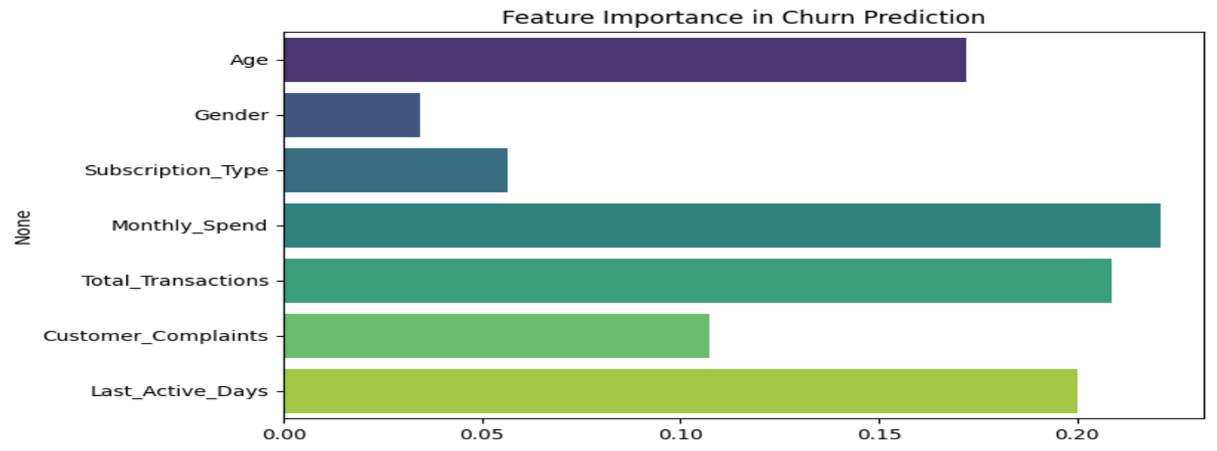 Feature Importance in Churn Prediction
Age
Gender
Subscription_Type
Monthly_Spend
Total_Transactions
Customer_Complaints
Last_Active_Days
None
0.00 0.05 0.10 0.15 0.20